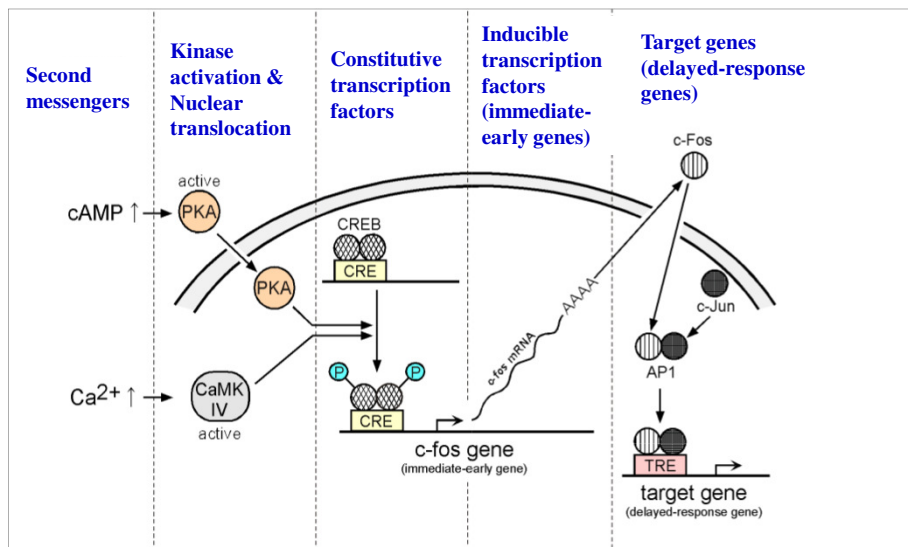 Second
messengers
Kinase
activation &
Nuclear
translocation
Constitutive
transcription
factors
Inducible
transcription
factors
(immediate-
early genes)
Target genes
(delayed-response
genes)
cAMP ↑
active
PKA
PKA
Ca2+ ↑
CaMK
IV
active
CREB
CRE
P
P
CRE
c-fos gene
(immediate-early gene)
c-fos mRNA
AAAA
c-Fos
c-Jun
AP1
TRE
target gene
(delayed-response gene)